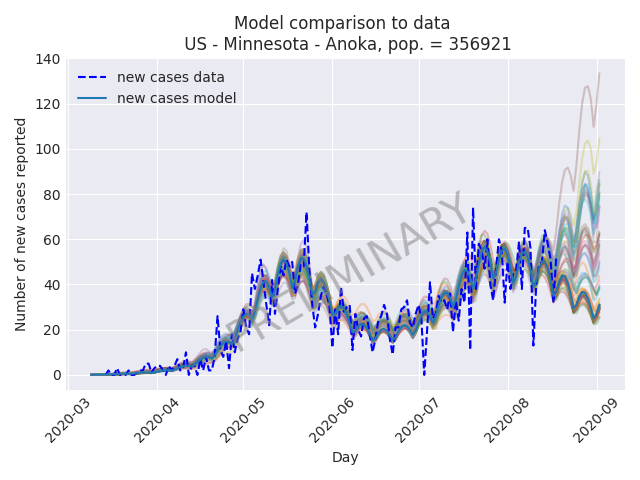 Model comparison to data
US - Minnesota - Anoka, pop. = 356921
new cases data
new cases model
PRELIMINARY
Number of new cases reported
140
120
100
80
60
40
20
0
2020-03
2020-04
2020-05
2020-06
2020-07
2020-08
2020-09
Day